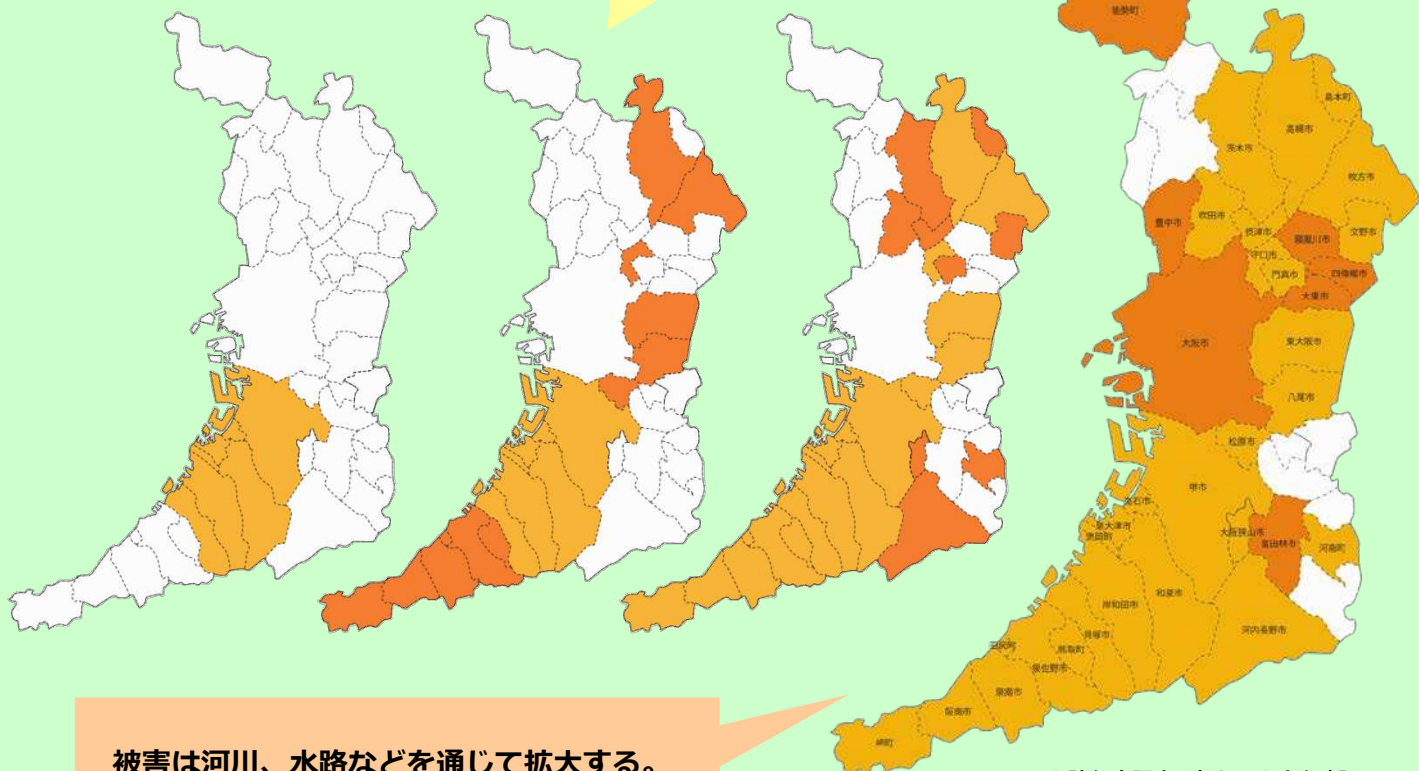 能勢町
島本町
高槻市
茨木市
枚方市
豊中市
吹田市
摂津市
寝屋川市
交野市
守口市
門真市
四條畷市
大東市
大阪市
東大阪市
八尾市
松原市
堺市
高石市
泉大津市
忠岡町
大阪狭山市
富田林市
河南町
和泉市
岸和田市
河内長野市
貝塚市
田尻町
熊取町
泉佐野市
泉南市
阪南市
岬町
被害は河川、水路などを通じて拡大する。